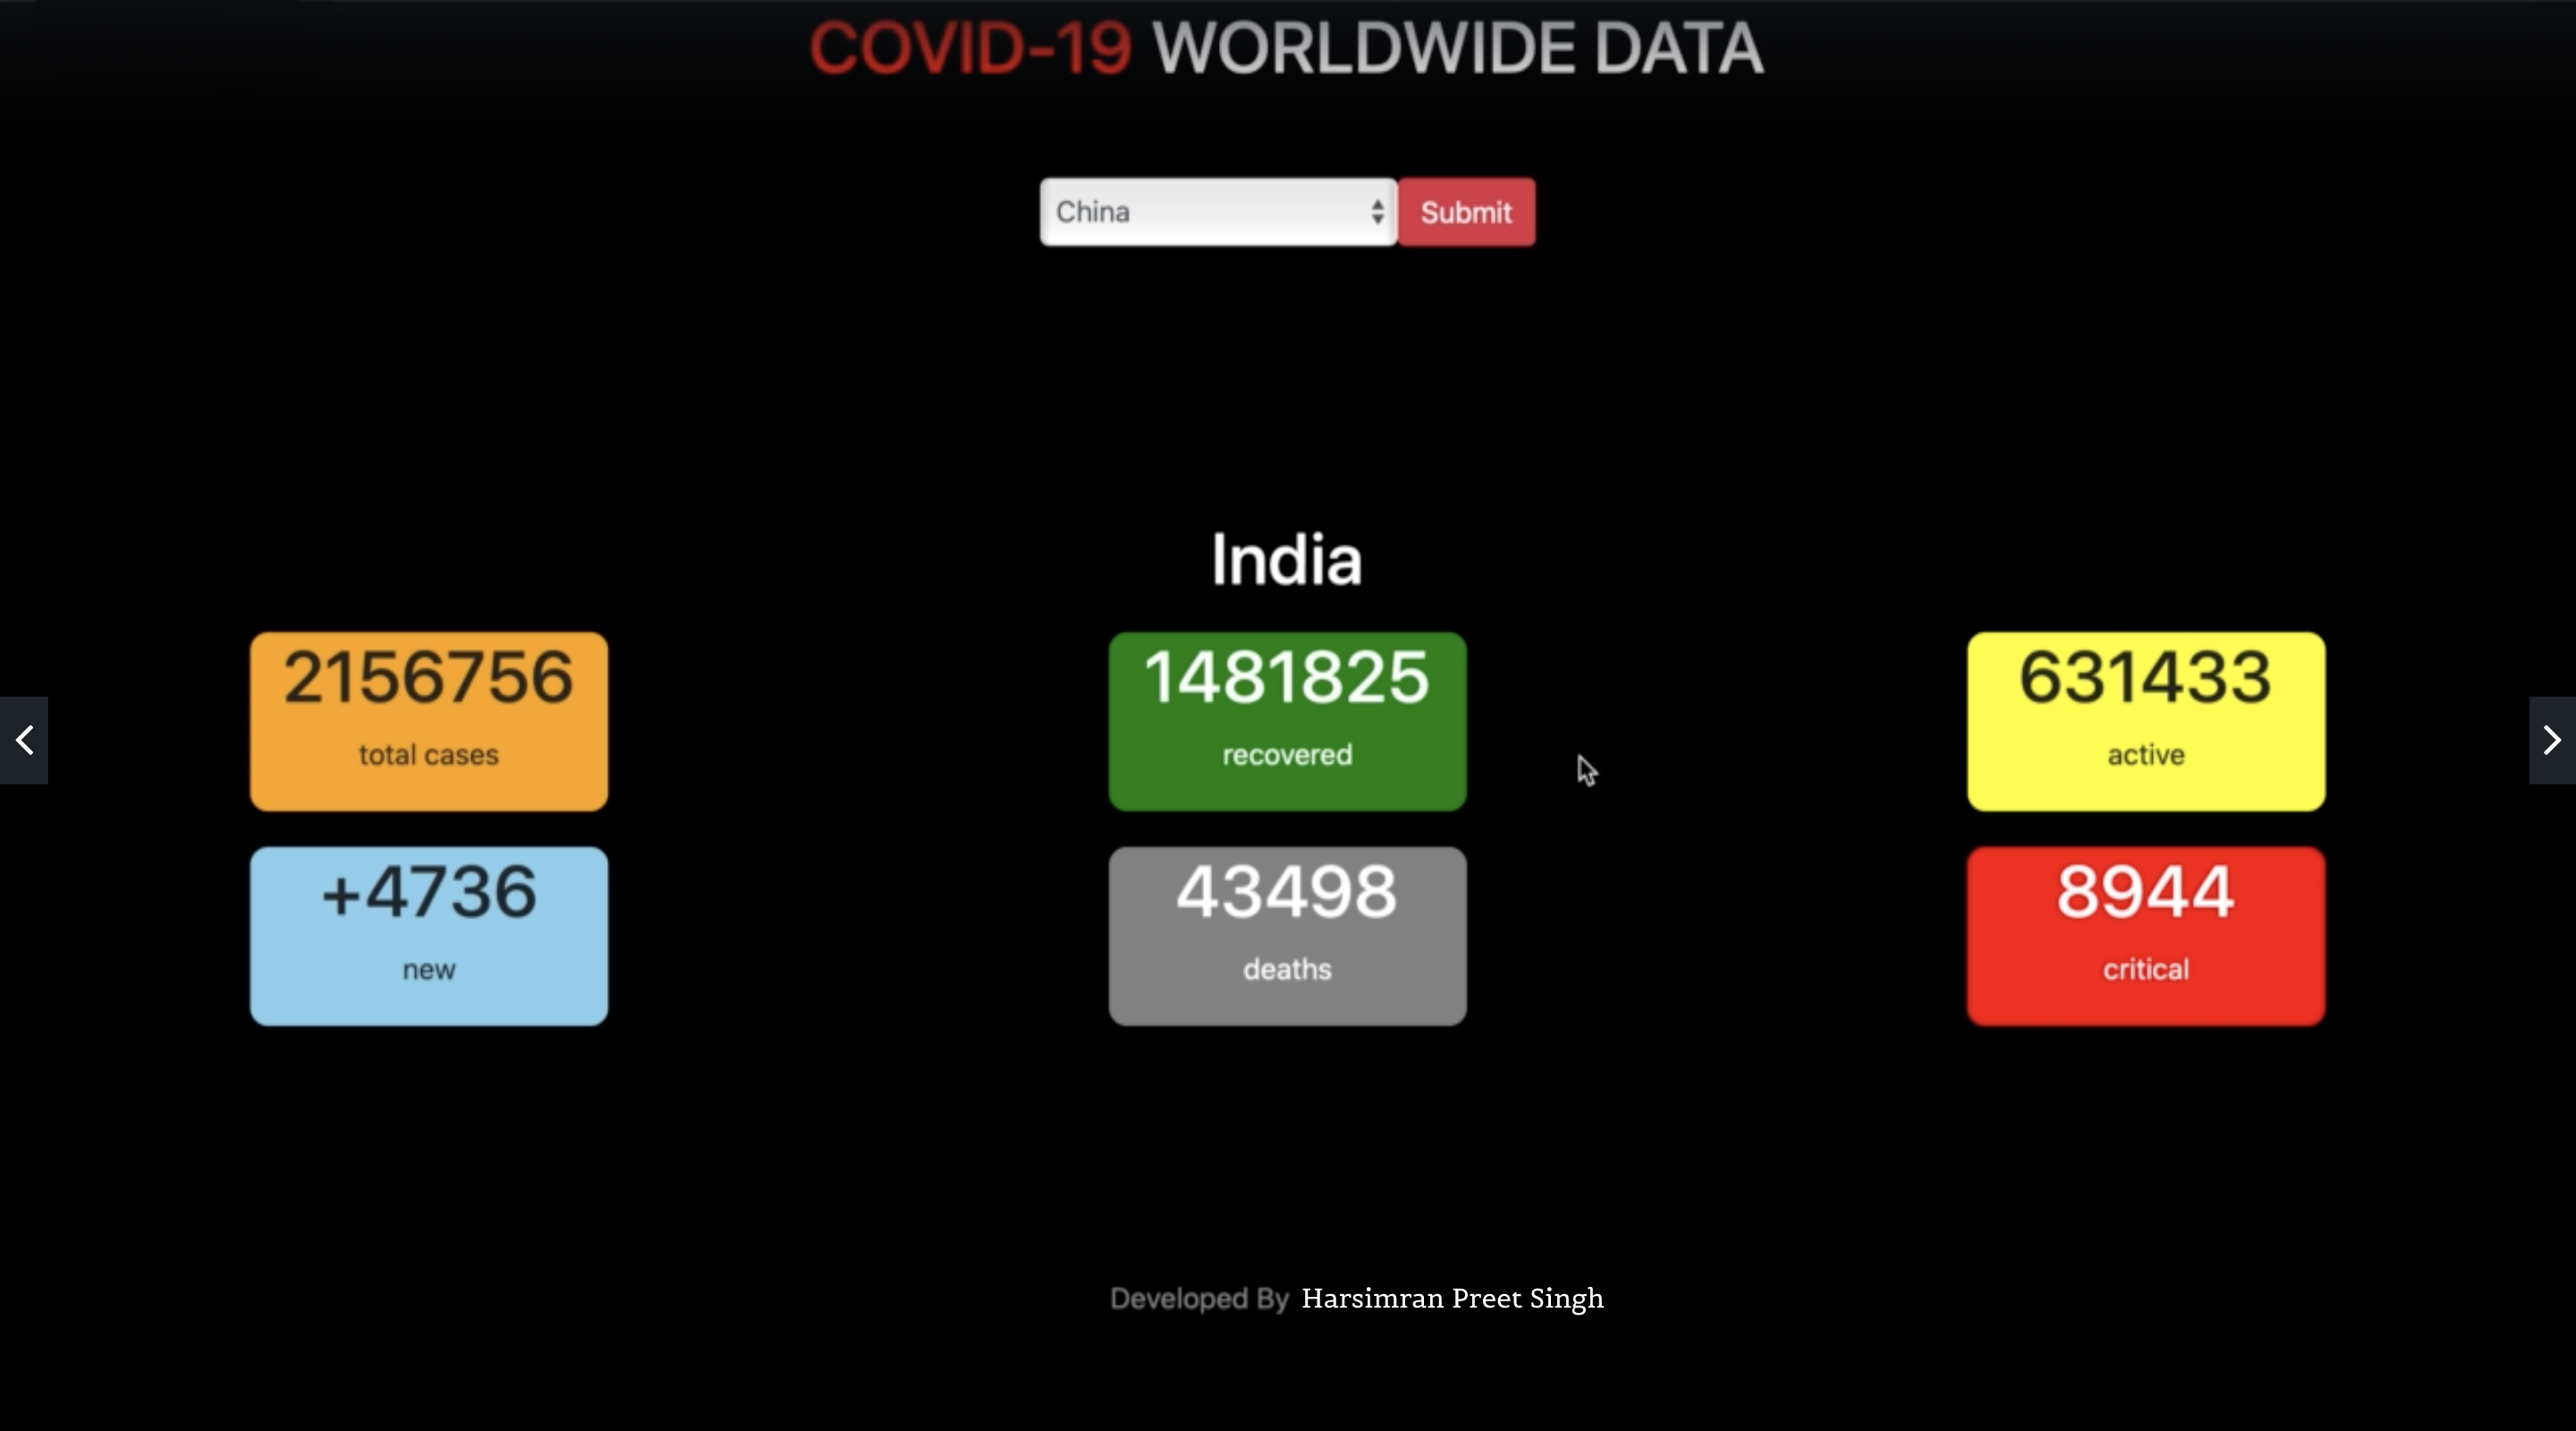 COVID-19 WORLDWIDE DATA
China Submit
India
2156756 1481825 631433
total cases recovered active
+4736 43498 8944
new deaths critical
Developed By Harsimran Preet Singh